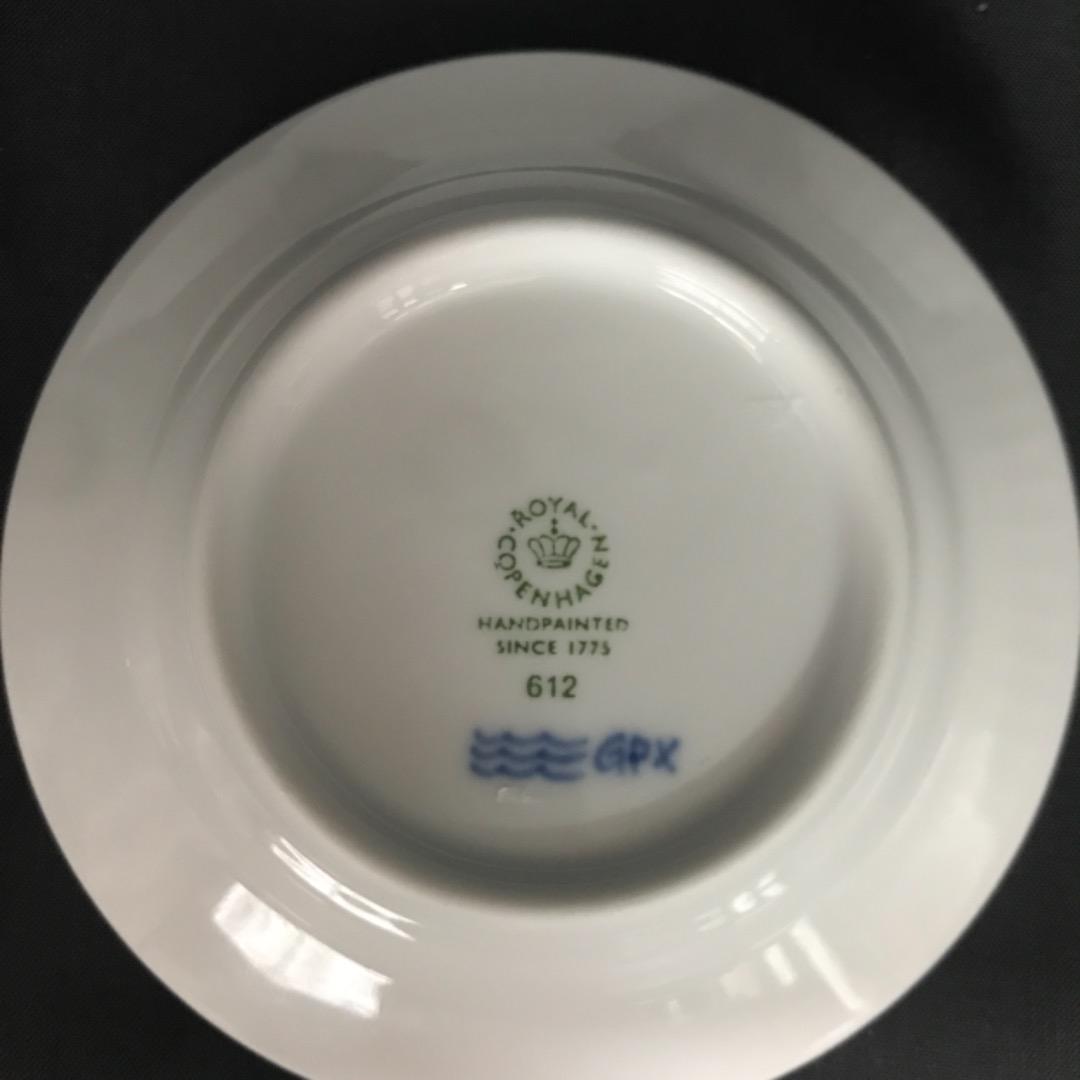 ROYAL
COPENHAGEN
HANDPAINTED
SINCE 1775
612
GPX